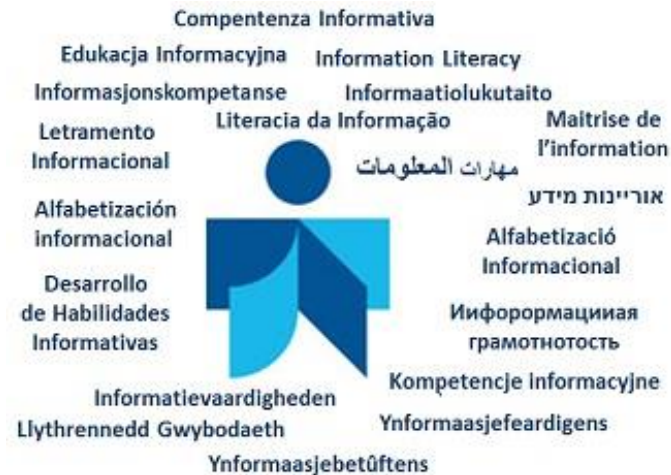 Compentenza Informativa
Edukacja Informacyjna
Information Literacy
Informasjonskompetanse
Informaatiolukutaito
Letramento
Informacional
Literacia da Informação
Maitrise de
l'information
مهارات المعلومات
אוריינות מידע
Alfabetización
informacional
Alfabetizació
Informacional
Desarrollo
de Habilidades
Informativas
Иифорормациииая
грамотнотость
Informatievaardigheden
Kompetencje informacyjne
Llythrennedd Gwybodaeth
Ynformaasjefeardigens
Ynformaasjebetûftens